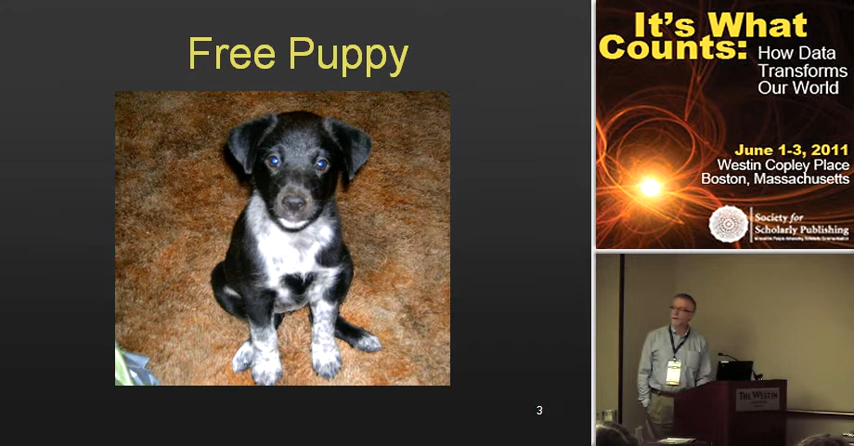 Free Puppy
3
It's What
Counts:
How Data
Transforms
Our World
June 1-3, 2011
Westin Copley Place
Boston, Massachusetts
Society for
Scholarly Publishing
THE WESTIN